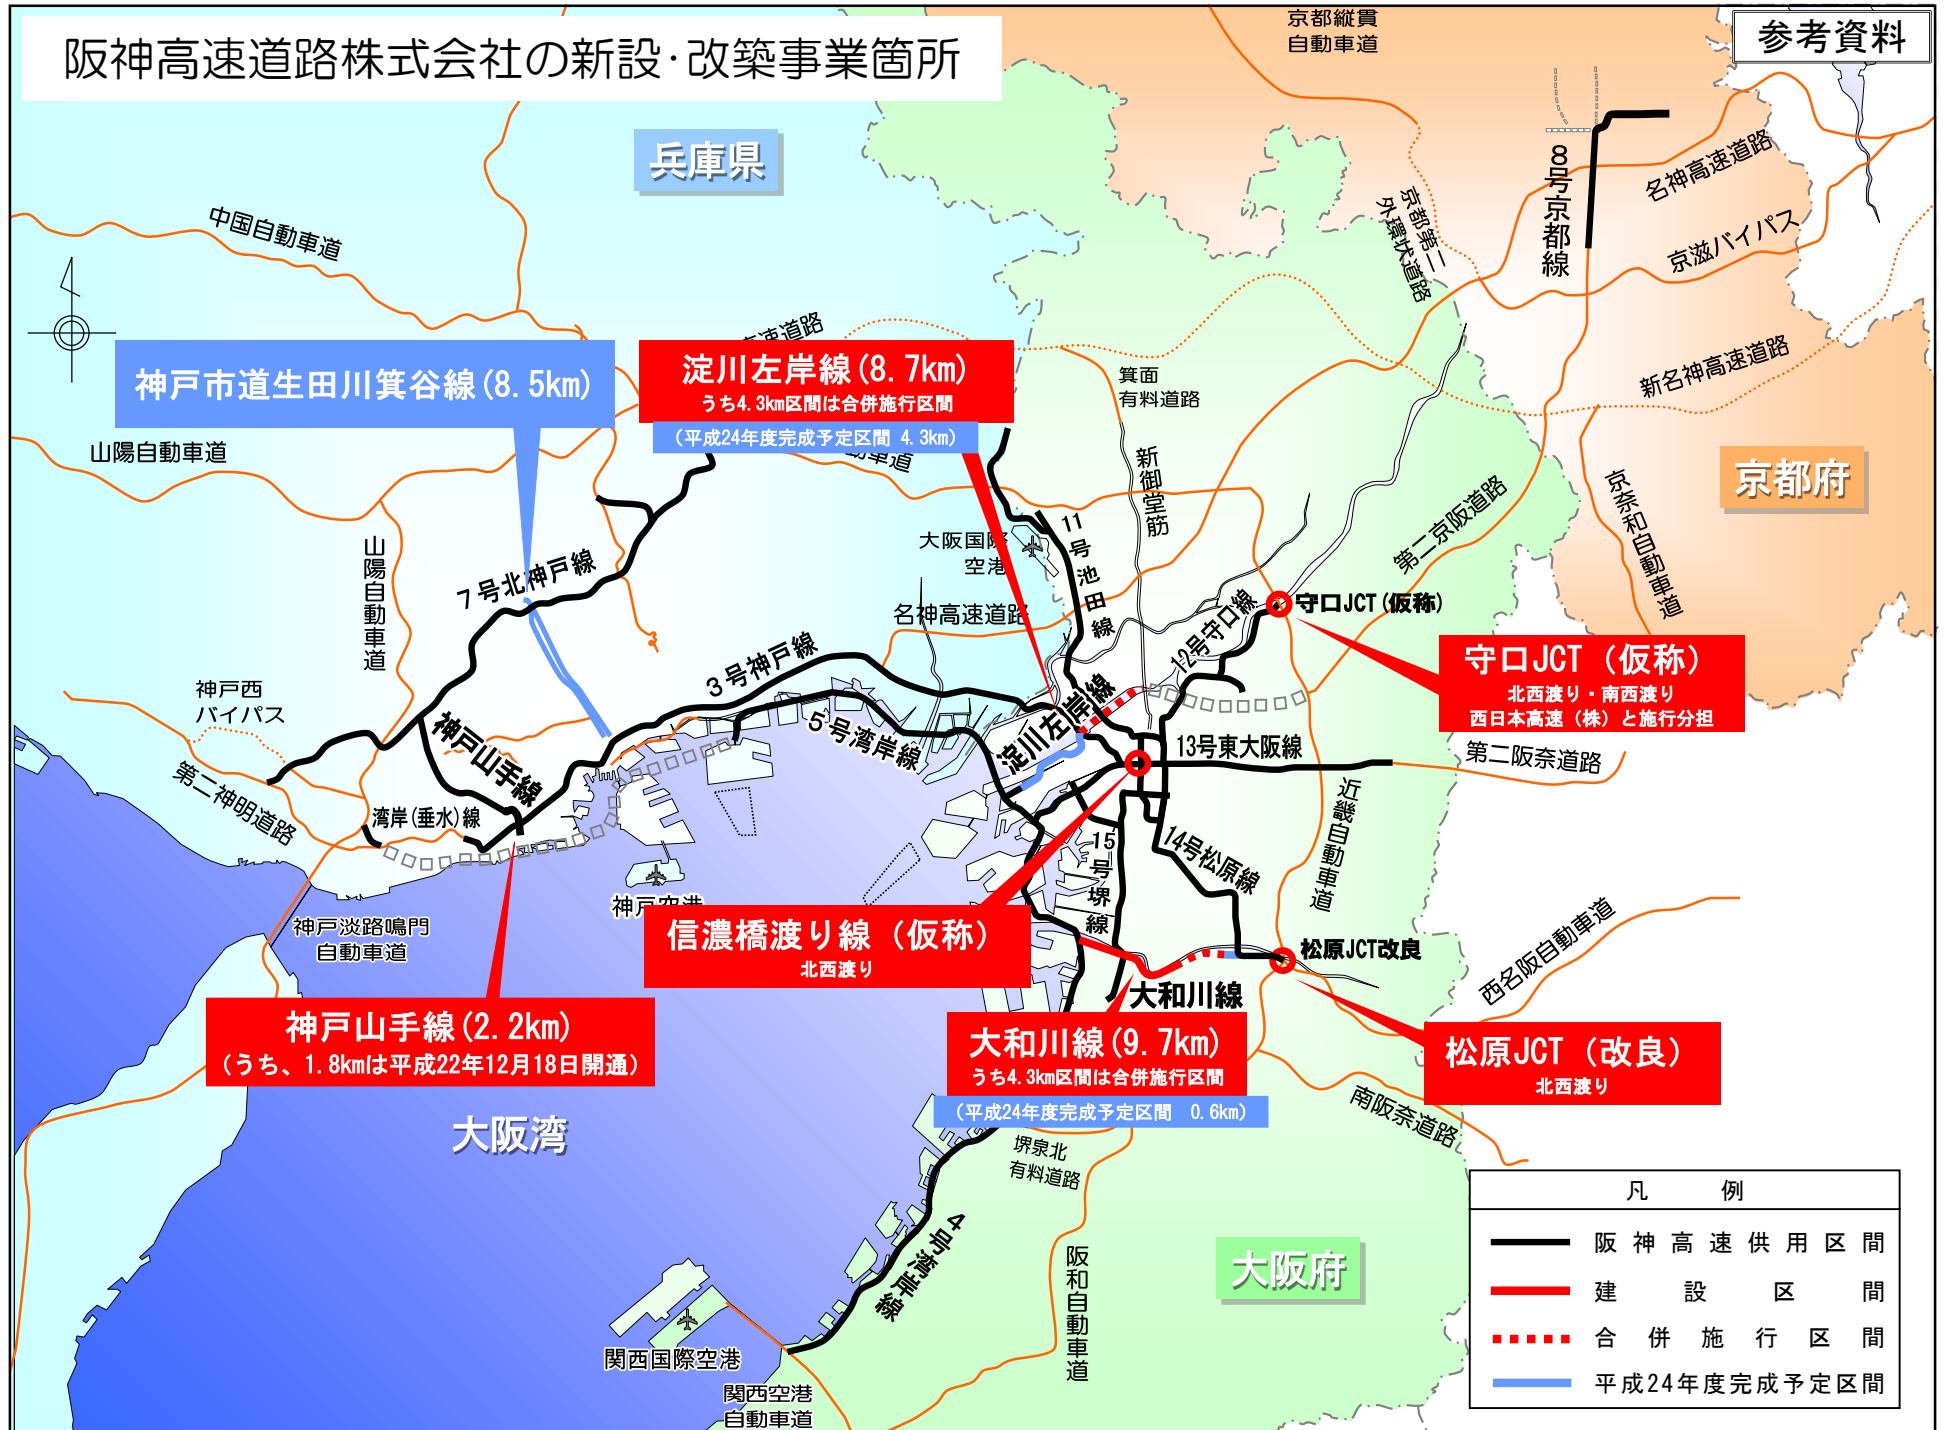 阪神高速道路株式会社の新設・改築事業箇所
参考資料
京都縦貫
自動車道
兵庫県
中国自動車道
8号京都線
名神高速道路
京滋バイパス
京都第二
外環状道路
新名神高速道路
京都府
速道路
神戸市道生田川箕谷線(8.5km)
淀川左岸線(8.7km)
うち4.3km区間は合併施行区間
(平成24年度完成予定区間 4.3km)
動車道
箕面
有料道路
新御堂筋
山陽自動車道
山陽自動車道
7号北神戸線
大阪国際
空港
11号池田線
第二京阪道路
京奈和自動車道
名神高速道路
12号守口線
守口JCT(仮称)
守口JCT(仮称)
北西渡り・南西渡り
西日本高速(株)と施行分担
3号神戸線
5号湾岸線
淀川左岸線
13号東大阪線
第二阪奈道路
神戸西
バイパス
神戸山手線
第二神明道路
湾岸(垂水)線
近畿自動車道
15号堺線
14号松原線
神戸空港
神戸淡路鳴門
自動車道
信濃橋渡り線(仮称)
北西渡り
松原JCT改良
西名阪自動車道
大和川線
神戸山手線(2.2km)
(うち、1.8kmは平成22年12月18日開通)
大和川線(9.7km)
うち4.3km区間は合併施行区間
(平成24年度完成予定区間 0.6km)
松原JCT(改良)
北西渡り
南阪奈道路
大阪湾
堺泉北
有料道路
4号湾岸線
阪和自動車道
大阪府
関西国際空港
関西空港
自動車道
凡例
阪神高速供用区間
建設区間
合併施行区間
平成24年度完成予定区間